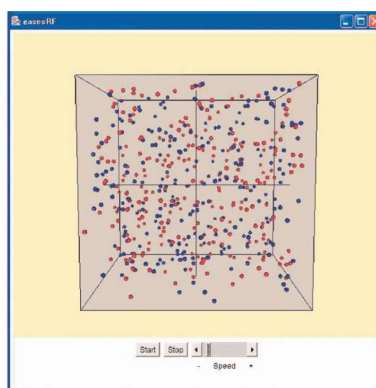 gasesRF
Start Stop
- Speed +